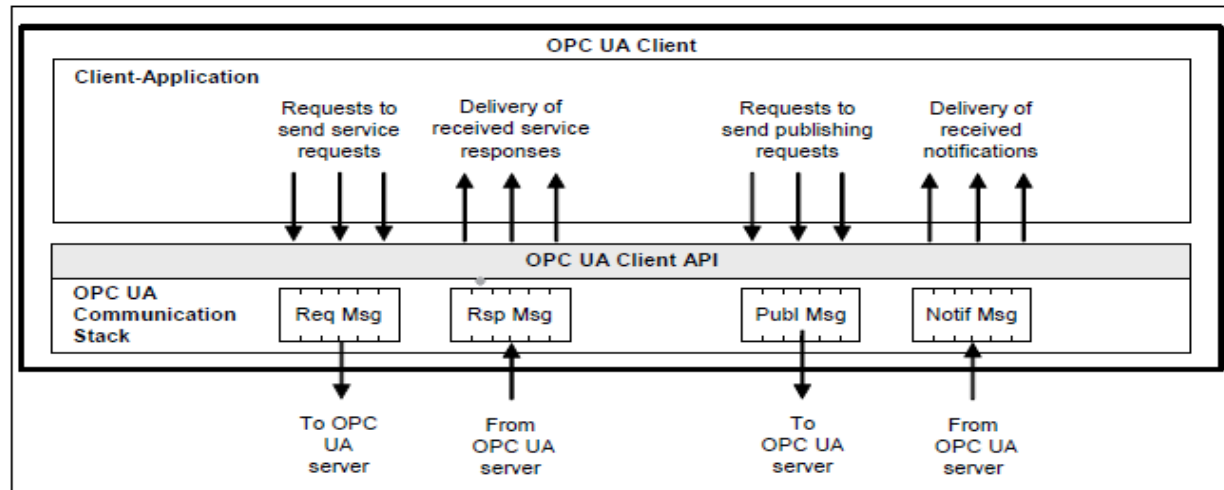 OPC UA Client
Client-Application
Requests to
send service
requests
Delivery of
received service
responses
Requests to
send publishing
requests
Delivery of
received
notifications
OPC UA Client API
OPC UA
Communication
Stack
Req Msg
Rsp Msg
Publ Msg
Notif Msg
To OPC
UA
server
From
OPC UA
server
To
OPC UA
server
From
OPC UA
server